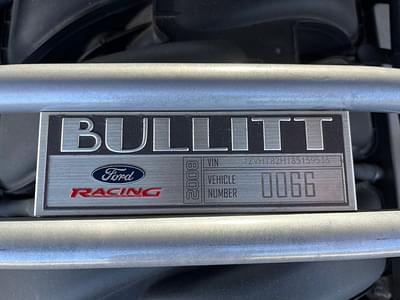 BULLITT
Ford
RACING
2008
VIN
VEHICLE
NUMBER
0066